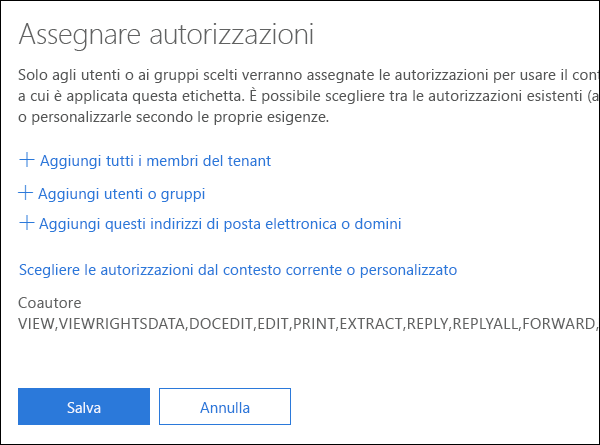 Assegnare autorizzazioni
Solo agli utenti o ai gruppi scelti verranno assegnate le autorizzazioni per usare il
a cui è applicata questa etichetta. È possibile scegliere tra le autorizzazioni esistenti
o personalizzarle secondo le proprie esigenze.
+ Aggiungi tutti i membri del tenant
+ Aggiungi utenti o gruppi
+ Aggiungi questi indirizzi di posta elettronica o domini
Scegliere le autorizzazioni dal contesto corrente o personalizzato
Coautore
VIEW,VIEWRIGHTSDATA,DOCEDIT,EDIT,PRINT,EXTRACT,REPLY,REPLYALL,FORWARD,
Salva
Annulla